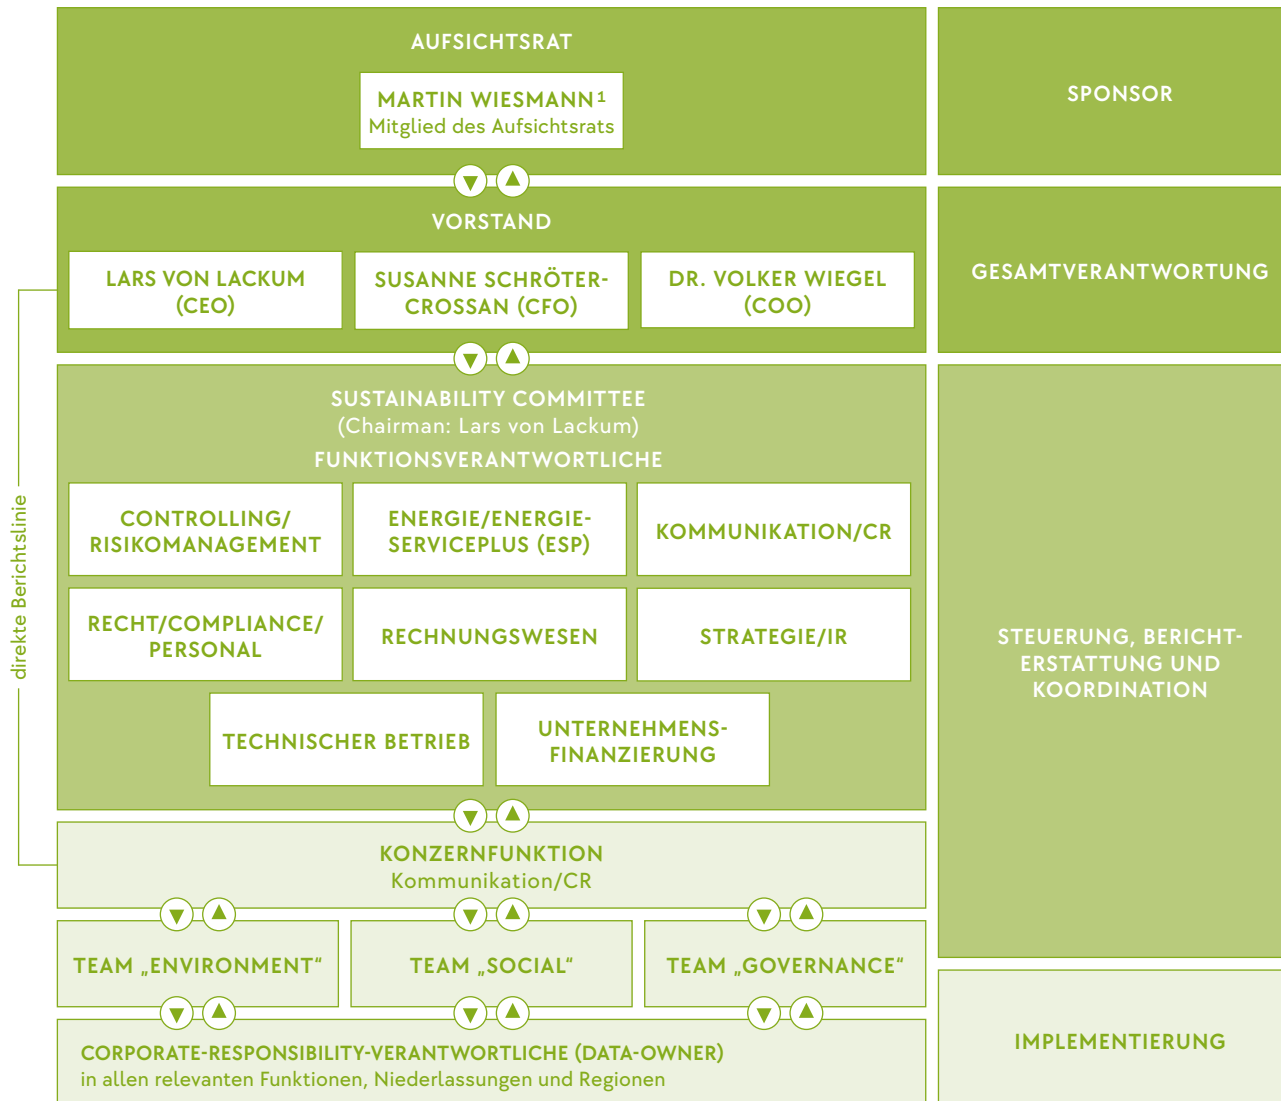 AUFSICHTSRAT
MARTIN WIESMANN¹
Mitglied des Aufsichtsrats
SPONSOR
VORSTAND
LARS VON LACKUM
(CEO)
SUSANNE SCHRÖTER-
CROSSAN (CFO)
DR. VOLKER WIEGEL
(COO)
GESAMTVERANTWORTUNG
direkte Berichtslinie
SUSTAINABILITY COMMITTEE
(Chairman: Lars von Lackum)
FUNKTIONSVERANTWORTLICHE
CONTROLLING/
RISIKOMANAGEMENT
ENERGIE/ENERGIE-
SERVICEPLUS (ESP)
KOMMUNIKATION/CR
RECHT/COMPLIANCE/
PERSONAL
RECHNUNGSWESEN
STRATEGIE/IR
TECHNISCHER BETRIEB
UNTERNEHMENS-
FINANZIERUNG
STEUERUNG, BERICHT-
ERSTATTUNG UND
KOORDINATION
KONZERNFUNKTION
Kommunikation/CR
TEAM „ENVIRONMENT“
TEAM „SOCIAL“
TEAM „GOVERNANCE“
CORPORATE-RESPONSIBILITY-VERANTWORTLICHE (DATA-OWNER)
in allen relevanten Funktionen, Niederlassungen und Regionen
IMPLEMENTIERUNG